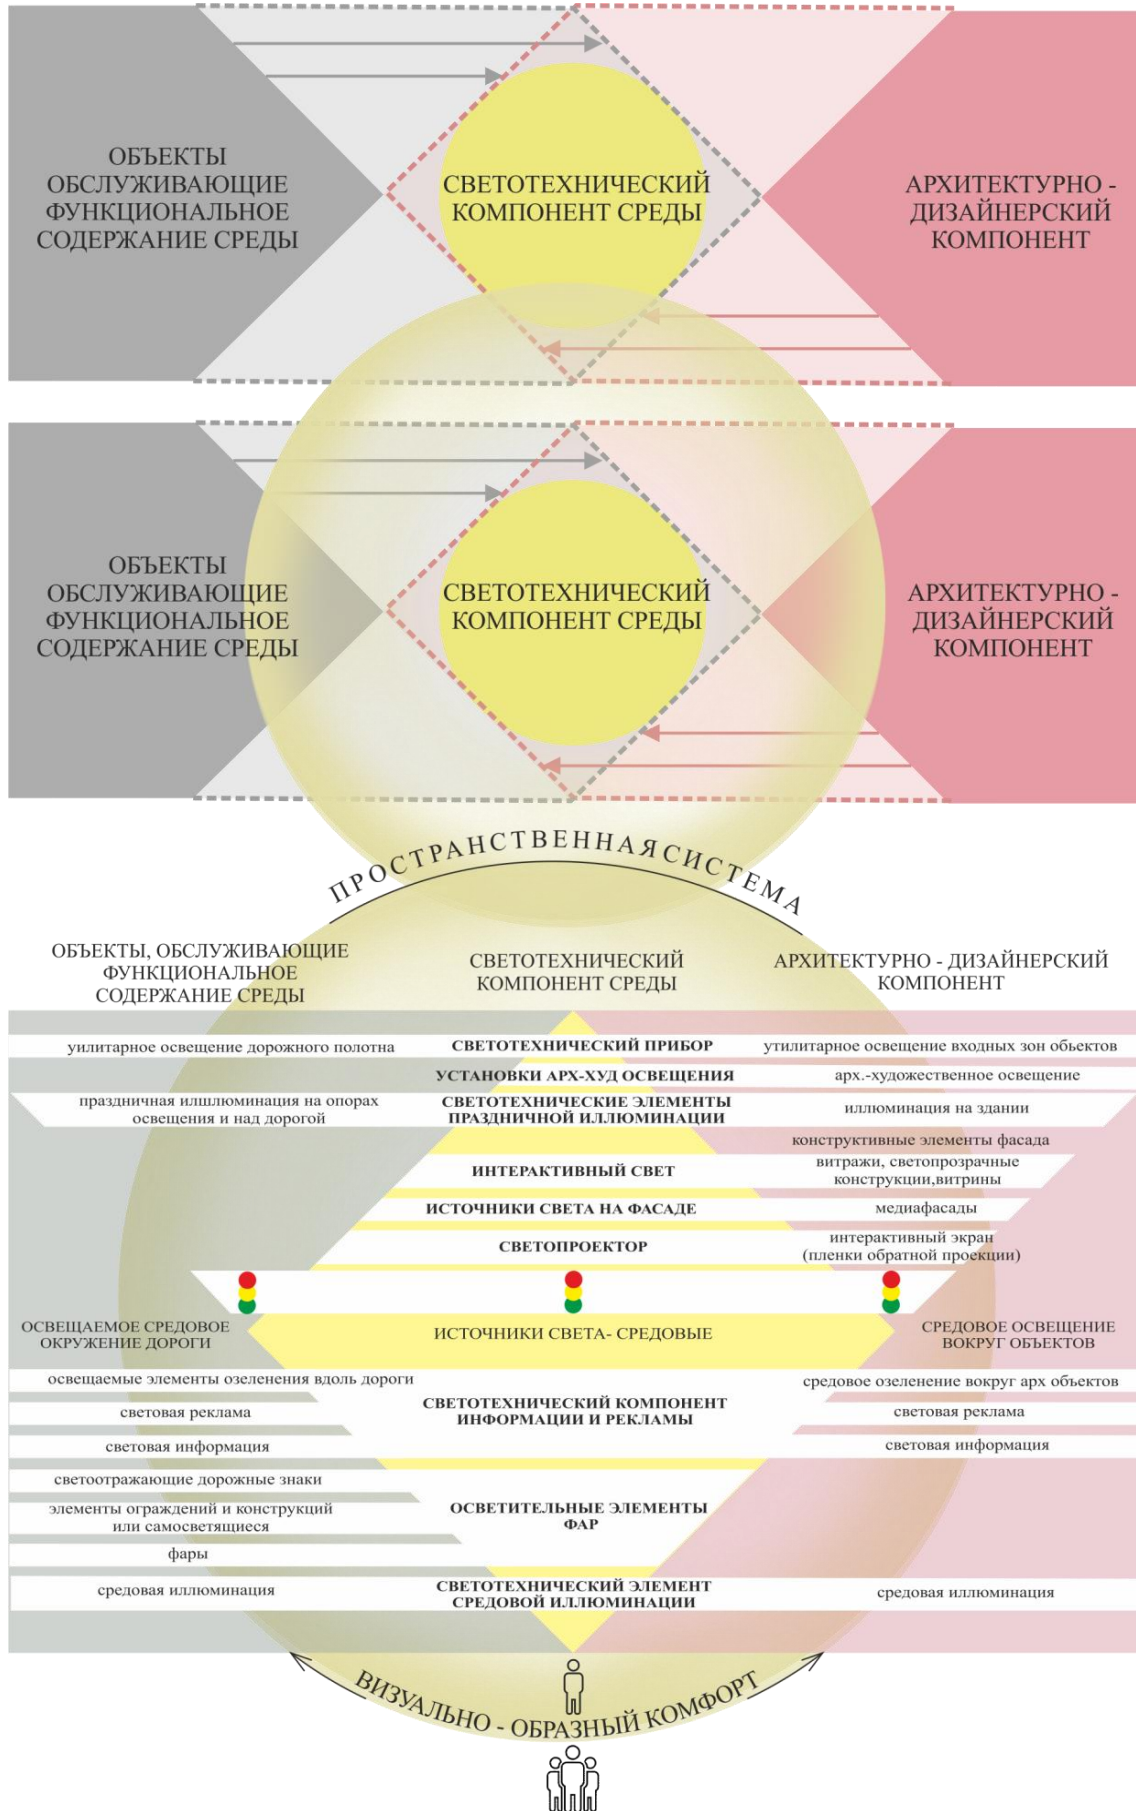 ОБЪЕКТЫ
ОБСЛУЖИВАЮЩИЕ
ФУНКЦИОНАЛЬНОЕ
СОДЕРЖАНИЕ СРЕДЫ
СВЕТОТЕХНИЧЕСКИЙ
КОМПОНЕНТ СРЕДЫ
АРХИТЕКТУРНО -
ДИЗАЙНЕРСКИЙ
КОМПОНЕНТ
ОБЪЕКТЫ
ОБСЛУЖИВАЮЩИЕ
ФУНКЦИОНАЛЬНОЕ
СОДЕРЖАНИЕ СРЕДЫ
СВЕТОТЕХНИЧЕСКИЙ
КОМПОНЕНТ СРЕДЫ
АРХИТЕКТУРНО -
ДИЗАЙНЕРСКИЙ
КОМПОНЕНТ
ПРОСТРАНСТВЕННАЯ СИСТЕМА
ОБЪЕКТЫ, ОБСЛУЖИВАЮЩИЕ
ФУНКЦИОНАЛЬНОЕ
СОДЕРЖАНИЕ СРЕДЫ
СВЕТОТЕХНИЧЕСКИЙ
КОМПОНЕНТ СРЕДЫ
АРХИТЕКТУРНО - ДИЗАЙНЕРСКИЙ
КОМПОНЕНТ
уилитарное освещение дорожного полотна
СВЕТОТЕХНИЧЕСКИЙ ПРИБОР
утилитарное освещение входных зон обьектов
УСТАНОВКИ АРХ-ХУД ОСВЕЩЕНИЯ
арх.-художественное освещение
праздничная илшлюминация на опорах
освещения и над дорогой
СВЕТОТЕХНИЧЕСКИЕ ЭЛЕМЕНТЫ
ПРАЗДНИЧНОЙ ИЛЛЮМИНАЦИИ
иллюминация на здании
конструктивные элементы фасада
ИНТЕРАКТИВНЫЙ СВЕТ
витражи, светопрозрачные
конструкции,витрины
ИСТОЧНИКИ СВЕТА НА ФАСАДЕ
медиафасады
СВЕТОПРОЕКТОР
интерактивный экран
(пленки обратной проекции)
ОСВЕЩАЕМОЕ СРЕДОВОЕ
ОКРУЖЕНИЕ ДОРОГИ
ИСТОЧНИКИ СВЕТА- СРЕДОВЫЕ
СРЕДОВОЕ ОСВЕЩЕНИЕ
ВОКРУГ ОБЪЕКТОВ
освещаемые элементы озеленения вдоль дороги
СВЕТОТЕХНИЧЕСКИЙ КОМПОНЕНТ
ИНФОРМАЦИИ И РЕКЛАМЫ
средовое озеленение вокруг арх объектов
световая реклама
световая реклама
световая информация
световая информация
светоотражающие дорожные знаки
элементы ограждений и конструкций
или самосветящиеся
ОСВЕТИТЕЛЬНЫЕ ЭЛЕМЕНТЫ
ФАР
фары
средовая иллюминация
СВЕТОТЕХНИЧЕСКИЙ ЭЛЕМЕНТ
СРЕДОВОЙ ИЛЛЮМИНАЦИИ
средовая иллюминация
ВИЗУАЛЬНО - ОБРАЗНЫЙ КОМФОРТ